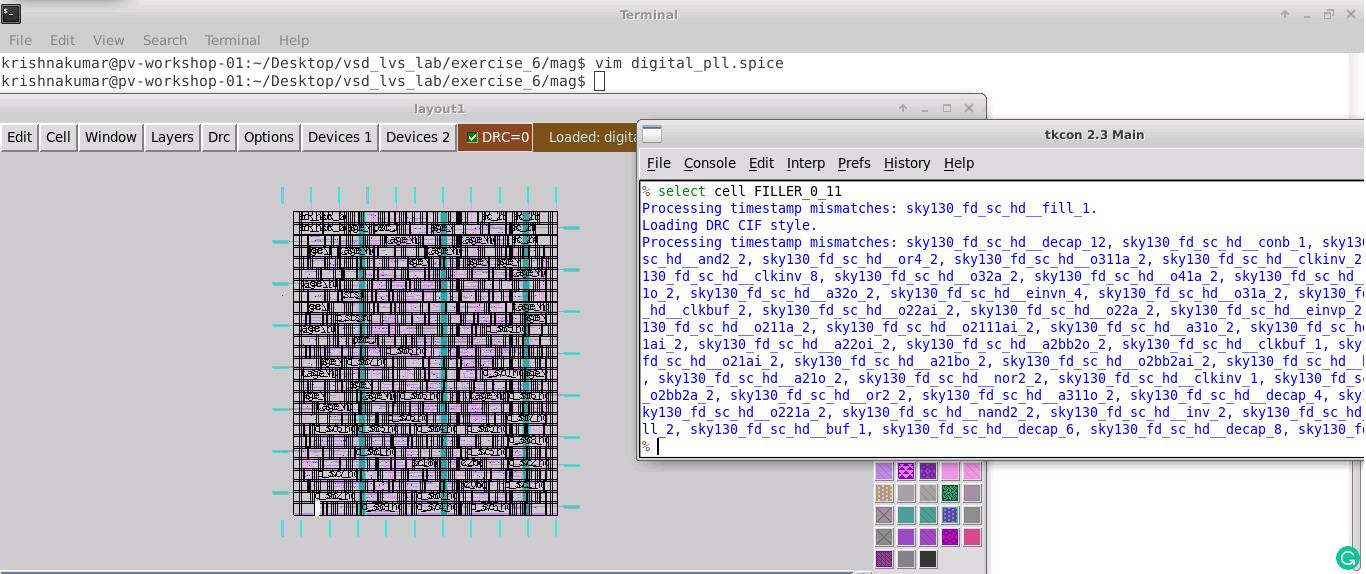 Terminal
File Edit View Search Terminal Help
krishnakumar@pv-workshop-01:~/Desktop/vsd_lvs_lab/exercise_6/mag$ vim digital_pll.spice
krishnakumar@pv-workshop-01:~/Desktop/vsd_lvs_lab/exercise_6/mag$
layout1
Edit Cell Window Layers Drc Options Devices 1 Devices 2 DRC=0 Loaded: digita
tkcon 2.3 Main
File Console Edit Interp Prefs History Help
% select cell FILLER_0_11
Processing timestamp mismatches: sky130_fd_sc_hd__fill_1.
Loading DRC CIF style.
Processing timestamp mismatches: sky130_fd_sc_hd__decap_12, sky130_fd_sc_hd__conb_1, sky130
sc_hd__and2_2, sky130_fd_sc_hd__or4_2, sky130_fd_sc_hd__o311a_2, sky130_fd_sc_hd__clkinv_2
130_fd_sc_hd__clkinv_8, sky130_fd_sc_hd__o32a_2, sky130_fd_sc_hd__o41a_2, sky130_fd_sc_hd
1o_2, sky130_fd_sc_hd__a32o_2, sky130_fd_sc_hd__einvn_4, sky130_fd_sc_hd__o31a_2, sky130_f
_hd__clkbuf_2, sky130_fd_sc_hd__o22ai_2, sky130_fd_sc_hd__o22a_2, sky130_fd_sc_hd__einvp_2
130_fd_sc_hd__o211a_2, sky130_fd_sc_hd__o2111ai_2, sky130_fd_sc_hd__a31o_2, sky130_fd_sc_h
1ai_2, sky130_fd_sc_hd__a22oi_2, sky130_fd_sc_hd__a2bb2o_2, sky130_fd_sc_hd__clkbuf_1, sky
fd_sc_hd__o21ai_2, sky130_fd_sc_hd__a21bo_2, sky130_fd_sc_hd__o2bb2ai_2, sky130_fd_sc_hd__
, sky130_fd_sc_hd__a21o_2, sky130_fd_sc_hd__nor2_2, sky130_fd_sc_hd__clkinv_1, sky130_fd_sc
_o2bb2a_2, sky130_fd_sc_hd__or2_2, sky130_fd_sc_hd__a311o_2, sky130_fd_sc_hd__decap_4, sky
ky130_fd_sc_hd__o221a_2, sky130_fd_sc_hd__nand2_2, sky130_fd_sc_hd__inv_2, sky130_fd_sc_hd
ll_2, sky130_fd_sc_hd__buf_1, sky130_fd_sc_hd__decap_6, sky130_fd_sc_hd__decap_8, sky130_f
%